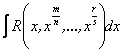 ∫R(x, x^{m/n}, ..., x^{r/s})dx